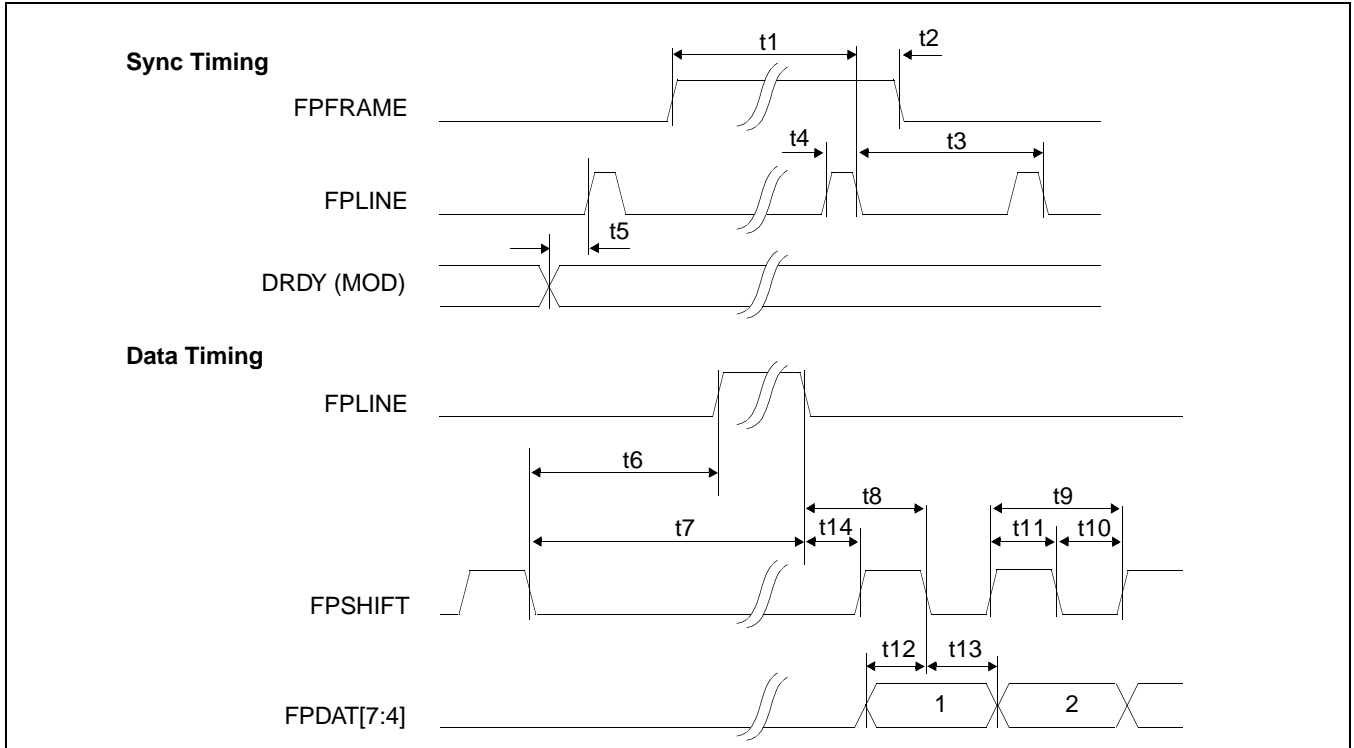 Sync Timing
t1
t2
FPFRAME
t4
t3
FPLINE
t5
DRDY (MOD)
Data Timing
FPLINE
t6
t8
t9
t7
t14
t11
t10
FPSHIFT
t12
t13
FPDAT[7:4]
1
2